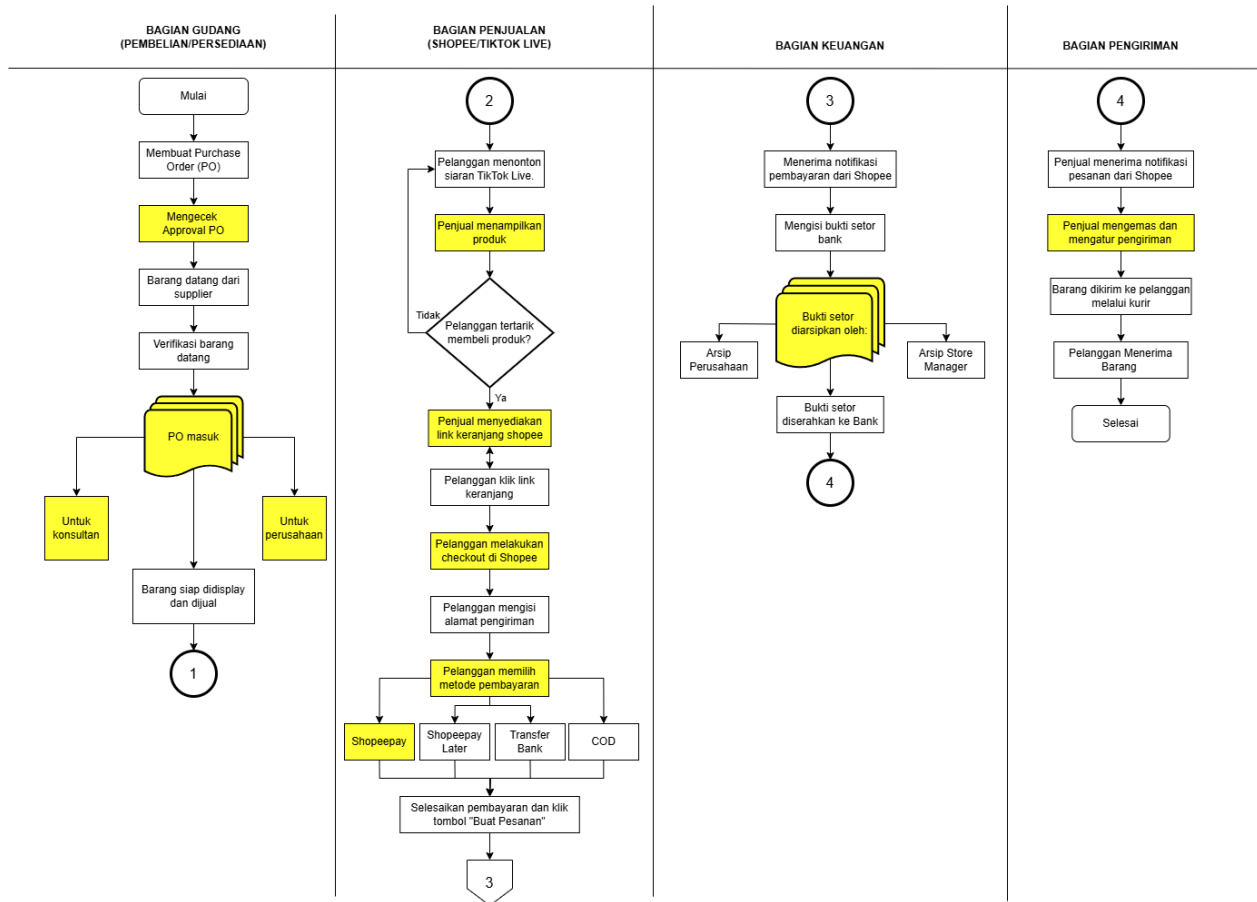 BAGIAN GUDANG
(PEMBELIAN/PERSEDIAAN)
Mulai
Membuat Purchase
Order (PO)
Mengecek
Approval PO
Barang datang dari
supplier
Verifikasi barang
datang
PO masuk
Untuk
konsultan
Untuk
perusahaan
Barang siap didisplay
dan dijual
1
BAGIAN PENJUALAN
(SHOPEE/TIKTOK LIVE)
2
Pelanggan menonton
siaran TikTok Live.
Penjual menampilkan
produk
Tidak
Pelanggan tertarik
membeli produk?
Ya
Penjual menyediakan
link keranjang shopee
Pelanggan klik link
keranjang
Pelanggan melakukan
checkout di Shopee
Pelanggan mengisi
alamat pengiriman
Pelanggan memilih
metode pembayaran
Shopeepay
Shopeepay
Later
Transfer
Bank
COD
Selesaikan pembayaran dan klik
tombol "Buat Pesanan"
3
BAGIAN KEUANGAN
3
Menerima notifikasi
pembayaran dari Shopee
Mengisi bukti setor
bank
Bukti setor
diarsipkan oleh:
Arsip
Perusahaan
Arsip Store
Manager
Bukti setor
diserahkan ke Bank
4
BAGIAN PENGIRIMAN
4
Penjual menerima notifikasi
pesanan dari Shopee
Penjual mengemas dan
mengatur pengiriman
Barang dikirim ke pelanggan
melalui kurir
Pelanggan Menerima
Barang
Selesai